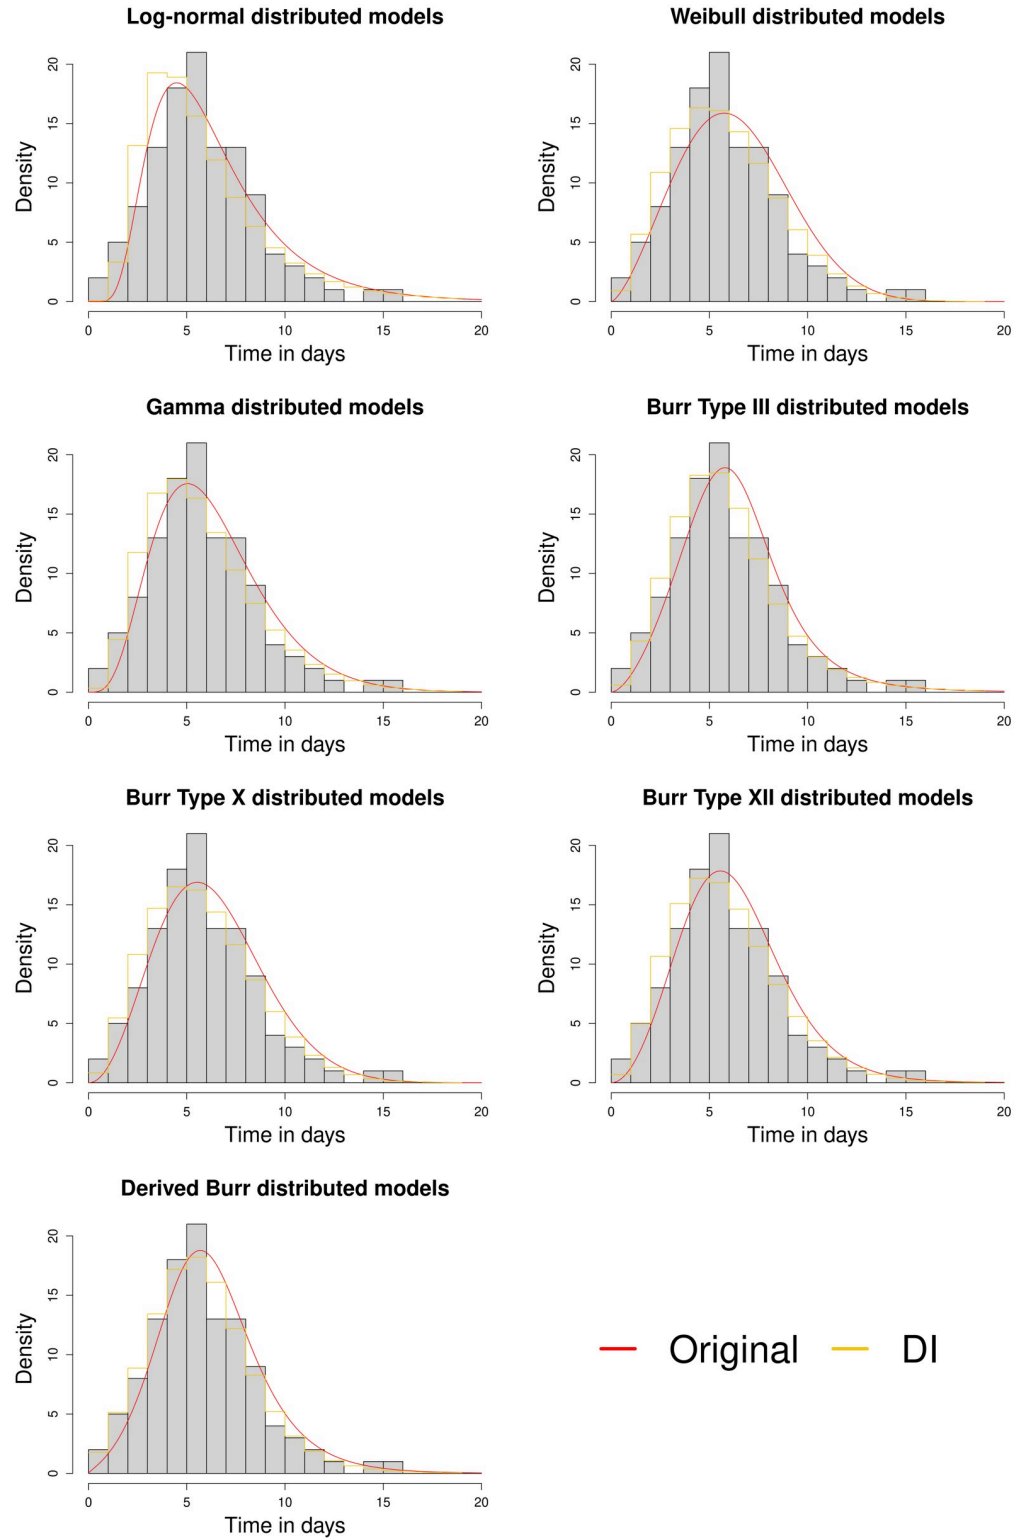 Log-normal distributed models
Density
0 5 10 15 20
0 5 10 15 20
Time in days
Weibull distributed models
Density
0 5 10 15 20
0 5 10 15 20
Time in days
Gamma distributed models
Density
0 5 10 15 20
0 5 10 15 20
Time in days
Burr Type III distributed models
Density
0 5 10 15 20
0 5 10 15 20
Time in days
Burr Type X distributed models
Density
0 5 10 15 20
0 5 10 15 20
Time in days
Burr Type XII distributed models
Density
0 5 10 15 20
0 5 10 15 20
Time in days
Derived Burr distributed models
Density
0 5 10 15 20
0 5 10 15 20
Time in days
Original DI